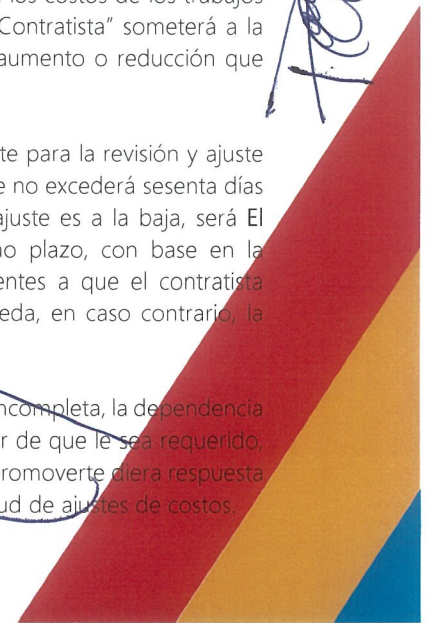 los costos de los trabajos
Contratista" someterá a la
aumento o reducción que
te para la revisión y ajuste
e no excederá sesenta días
ajuste es a la baja, será El
no plazo, con base en la
entes a que el contratista
eda, en caso contrario, la
ncompleta, la dependencia
r de que le sea requerido,
romoverte diera respuesta
ud de ajustes de costos.